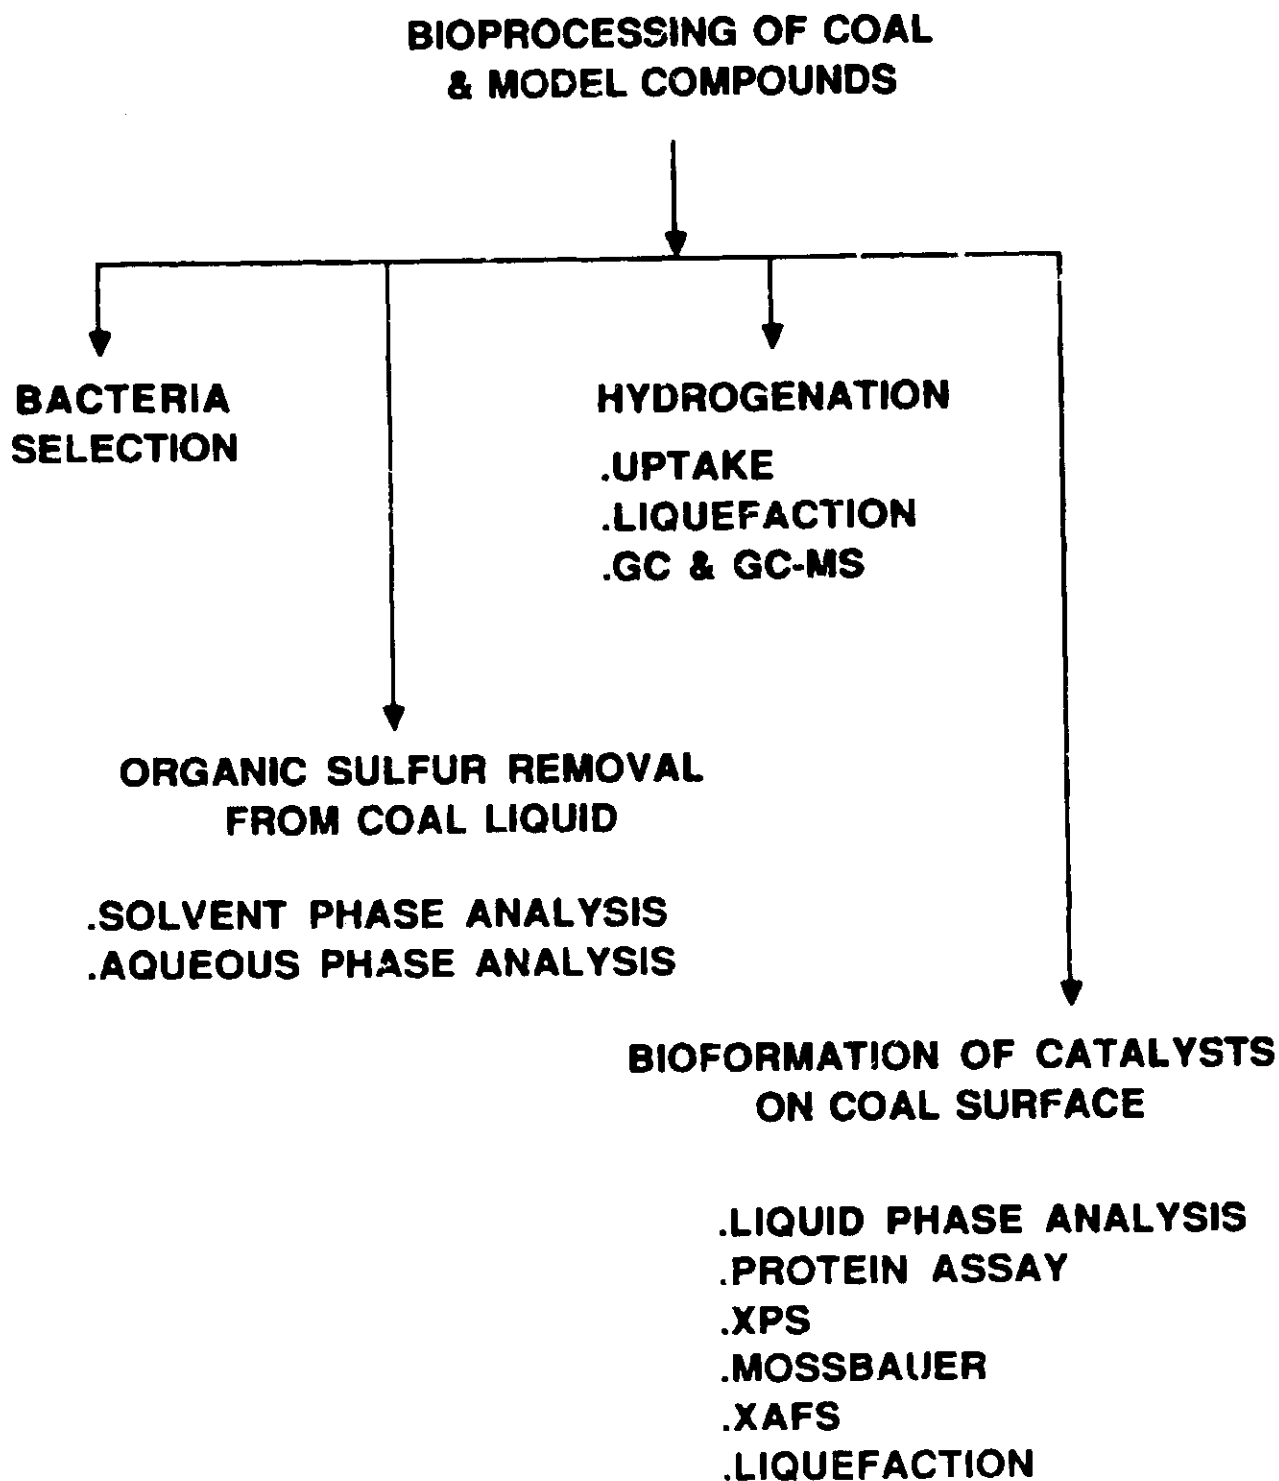 BIOPROCESSING OF COAL
& MODEL COMPOUNDS
BACTERIA
SELECTION
HYDROGENATION
.UPTAKE
.LIQUEFACTION
.GC & GC-MS
ORGANIC SULFUR REMOVAL
FROM COAL LIQUID
.SOLVENT PHASE ANALYSIS
.AQUEOUS PHASE ANALYSIS
BIOFORMATION OF CATALYSTS
ON COAL SURFACE
.LIQUID PHASE ANALYSIS
.PROTEIN ASSAY
.XPS
.MOSSBAUER
.XAFS
.LIQUEFACTION